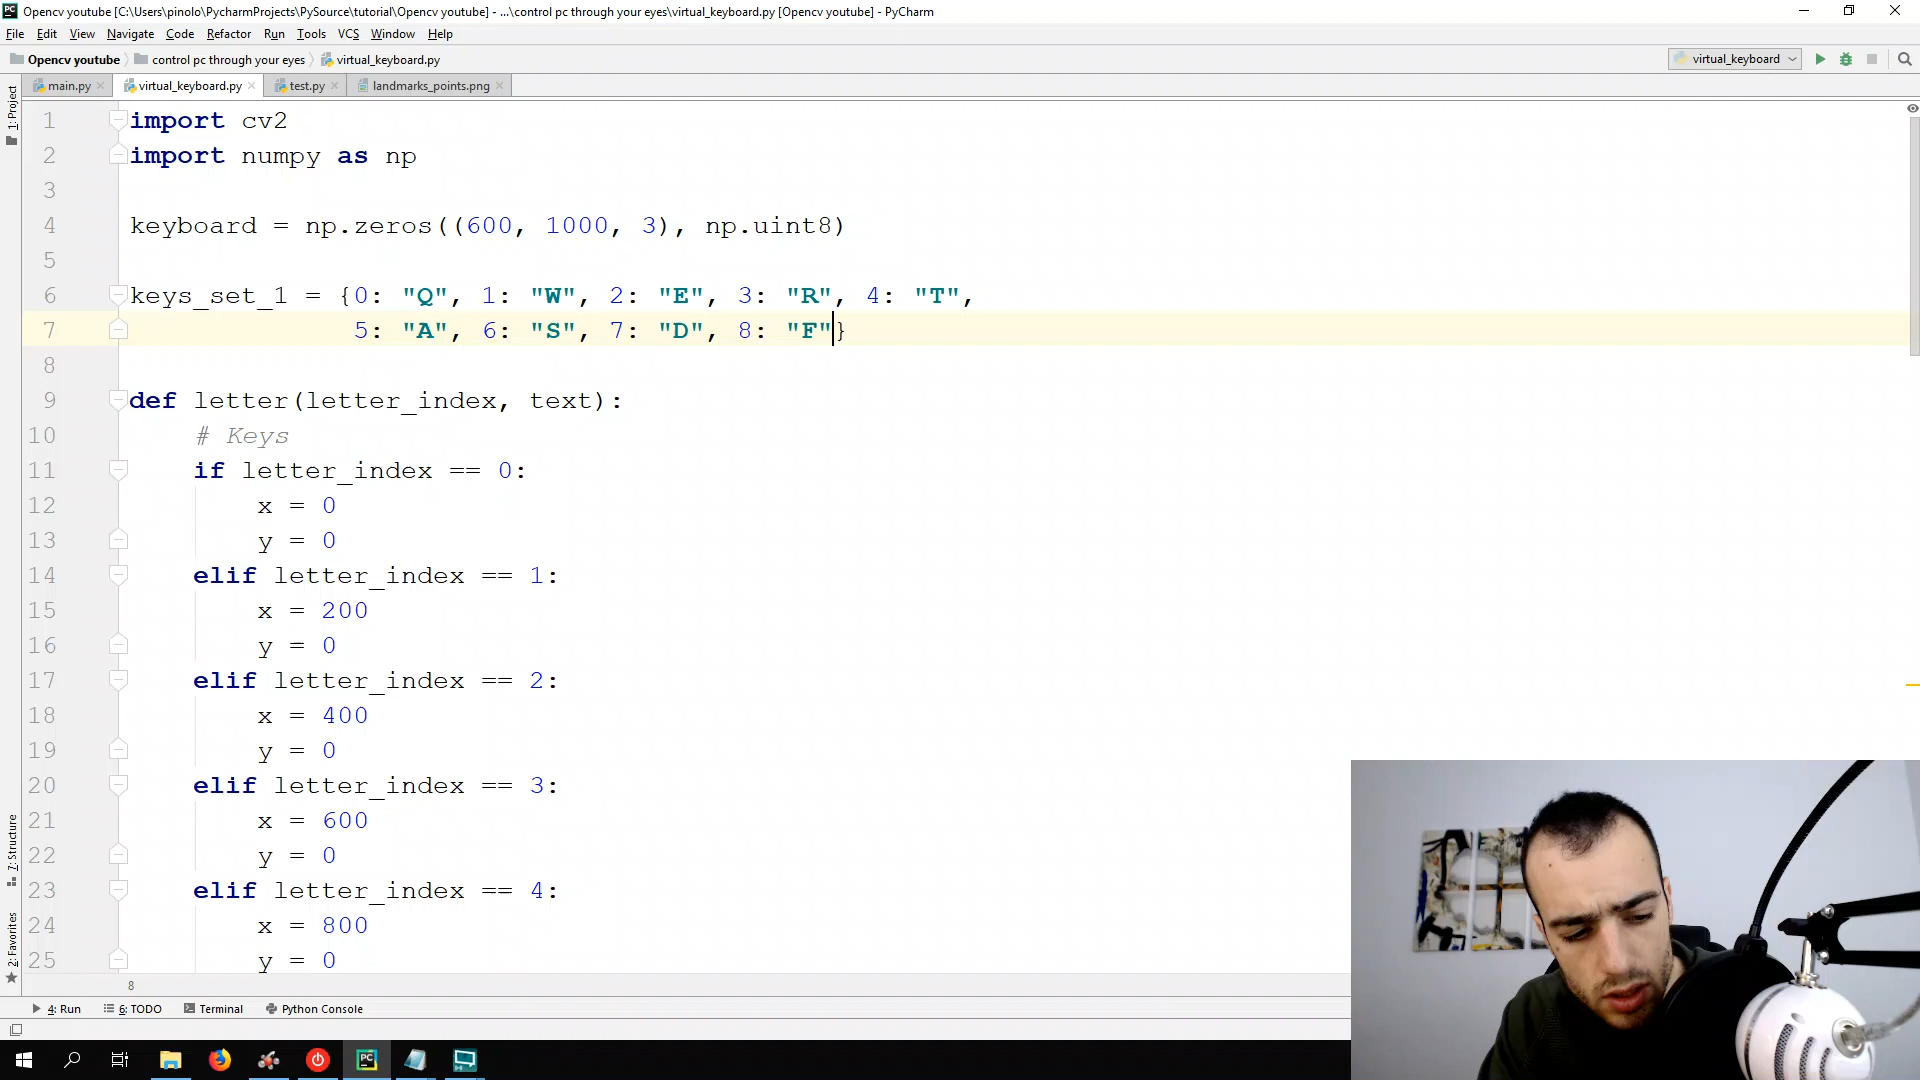 Opencv youtube [C:\Users\pinolo\PycharmProjects\PySource\tutorial\Opencv youtube] - ...\control pc through your eyes\virtual_keyboard.py [Opencv youtube] - PyCharm
File Edit View Navigate Code Refactor Run Tools VCS Window Help
Opencv youtube control pc through your eyes virtual_keyboard.py virtual_keyboard
main.py virtual_keyboard.py test.py landmarks_points.png
1: Project
1 import cv2
2 import numpy as np
3
4 keyboard = np.zeros((600, 1000, 3), np.uint8)
5
6 keys_set_1 = {0: "Q", 1: "W", 2: "E", 3: "R", 4: "T",
7 5: "A", 6: "S", 7: "D", 8: "F"}
8
9 def letter(letter_index, text):
10 # Keys
11 if letter_index == 0:
12 x = 0
13 y = 0
14 elif letter_index == 1:
15 x = 200
16 y = 0
17 elif letter_index == 2:
18 x = 400
19 y = 0
20 elif letter_index == 3:
21 x = 600
22 y = 0
23 elif letter_index == 4:
24 x = 800
25 y = 0
7: Structure
2: Favorites
8
4: Run 6: TODO Terminal Python Console